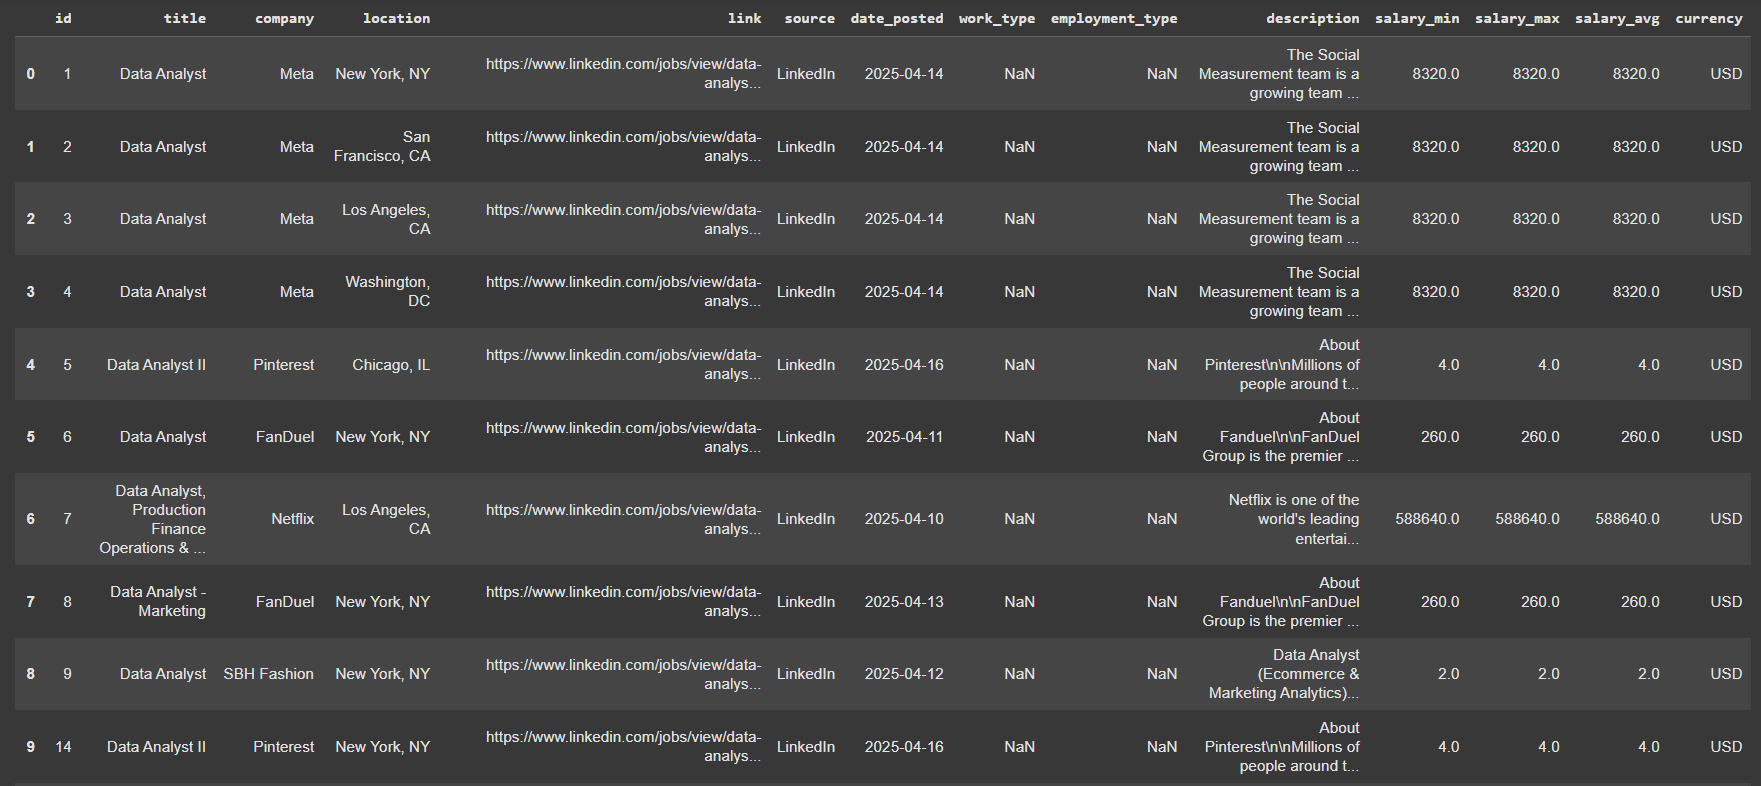 id title company location link source date_posted work_type employment_type description salary_min salary_max salary_avg currency
The Social
0 1 Data Analyst Meta New York, NY https://www.linkedin.com/jobs/view/data- LinkedIn 2025-04-14 NaN NaN Measurement team is a 8320.0 8320.0 8320.0 USD
analys... growing team ...
The Social
San
1 2 Data Analyst Meta Francisco, CA https://www.linkedin.com/jobs/view/data- LinkedIn 2025-04-14 NaN NaN Measurement team is a 8320.0 8320.0 8320.0 USD
analys... growing team ...
The Social
Los Angeles,
2 3 Data Analyst Meta CA https://www.linkedin.com/jobs/view/data- LinkedIn 2025-04-14 NaN NaN Measurement team is a 8320.0 8320.0 8320.0 USD
analys... growing team ...
The Social
Washington,
3 4 Data Analyst Meta DC https://www.linkedin.com/jobs/view/data- LinkedIn 2025-04-14 NaN NaN Measurement team is a 8320.0 8320.0 8320.0 USD
analys... growing team ...
About
4 5 Data Analyst II Pinterest Chicago, IL https://www.linkedin.com/jobs/view/data- LinkedIn 2025-04-16 NaN NaN Pinterest\n\nMillions of 4.0 4.0 4.0 USD
analys... people around t...
About
5 6 Data Analyst FanDuel New York, NY https://www.linkedin.com/jobs/view/data- LinkedIn 2025-04-11 NaN NaN Fanduel\n\nFanDuel 260.0 260.0 260.0 USD
analys... Group is the premier ...
Data Analyst,
Production Netflix is one of the
Los Angeles,
6 7 Finance Netflix CA https://www.linkedin.com/jobs/view/data- LinkedIn 2025-04-10 NaN NaN world's leading 588640.0 588640.0 588640.0 USD
Operations & ... analys... entertai...
About
7 8 Data Analyst - Marketing FanDuel New York, NY https://www.linkedin.com/jobs/view/data- LinkedIn 2025-04-13 NaN NaN Fanduel\n\nFanDuel 260.0 260.0 260.0 USD
analys... Group is the premier ...
Data Analyst
8 9 Data Analyst SBH Fashion New York, NY https://www.linkedin.com/jobs/view/data- LinkedIn 2025-04-12 NaN NaN (Ecommerce & 2.0 2.0 2.0 USD
analys... Marketing Analytics)...
About
9 14 Data Analyst II Pinterest New York, NY https://www.linkedin.com/jobs/view/data- LinkedIn 2025-04-16 NaN NaN Pinterest\n\nMillions of 4.0 4.0 4.0 USD
analys... people around t...